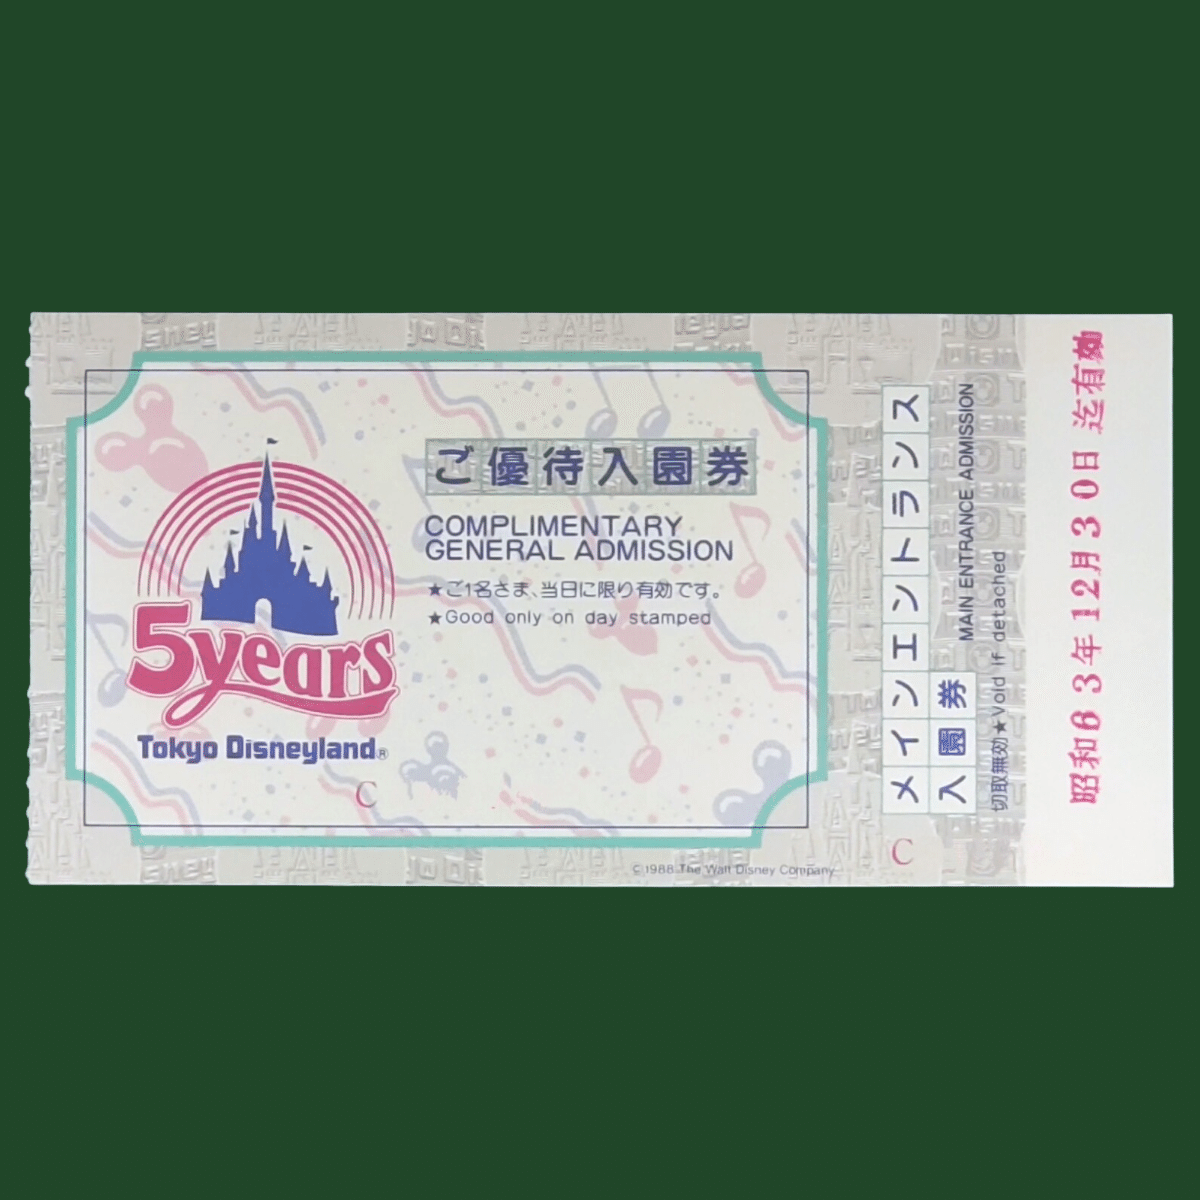 ご優待入園券
COMPLIMENTARY
GENERAL ADMISSION
★ご1名さま、当日に限り有効です。
★Good only on day stamped
5years
Tokyo Disneyland®
C
©1988 The Walt Disney Company
メインエントランス
入園券
MAIN ENTRANCE ADMISSION
切取無効★Void if detached
C
昭和63年12月30日 迄有効